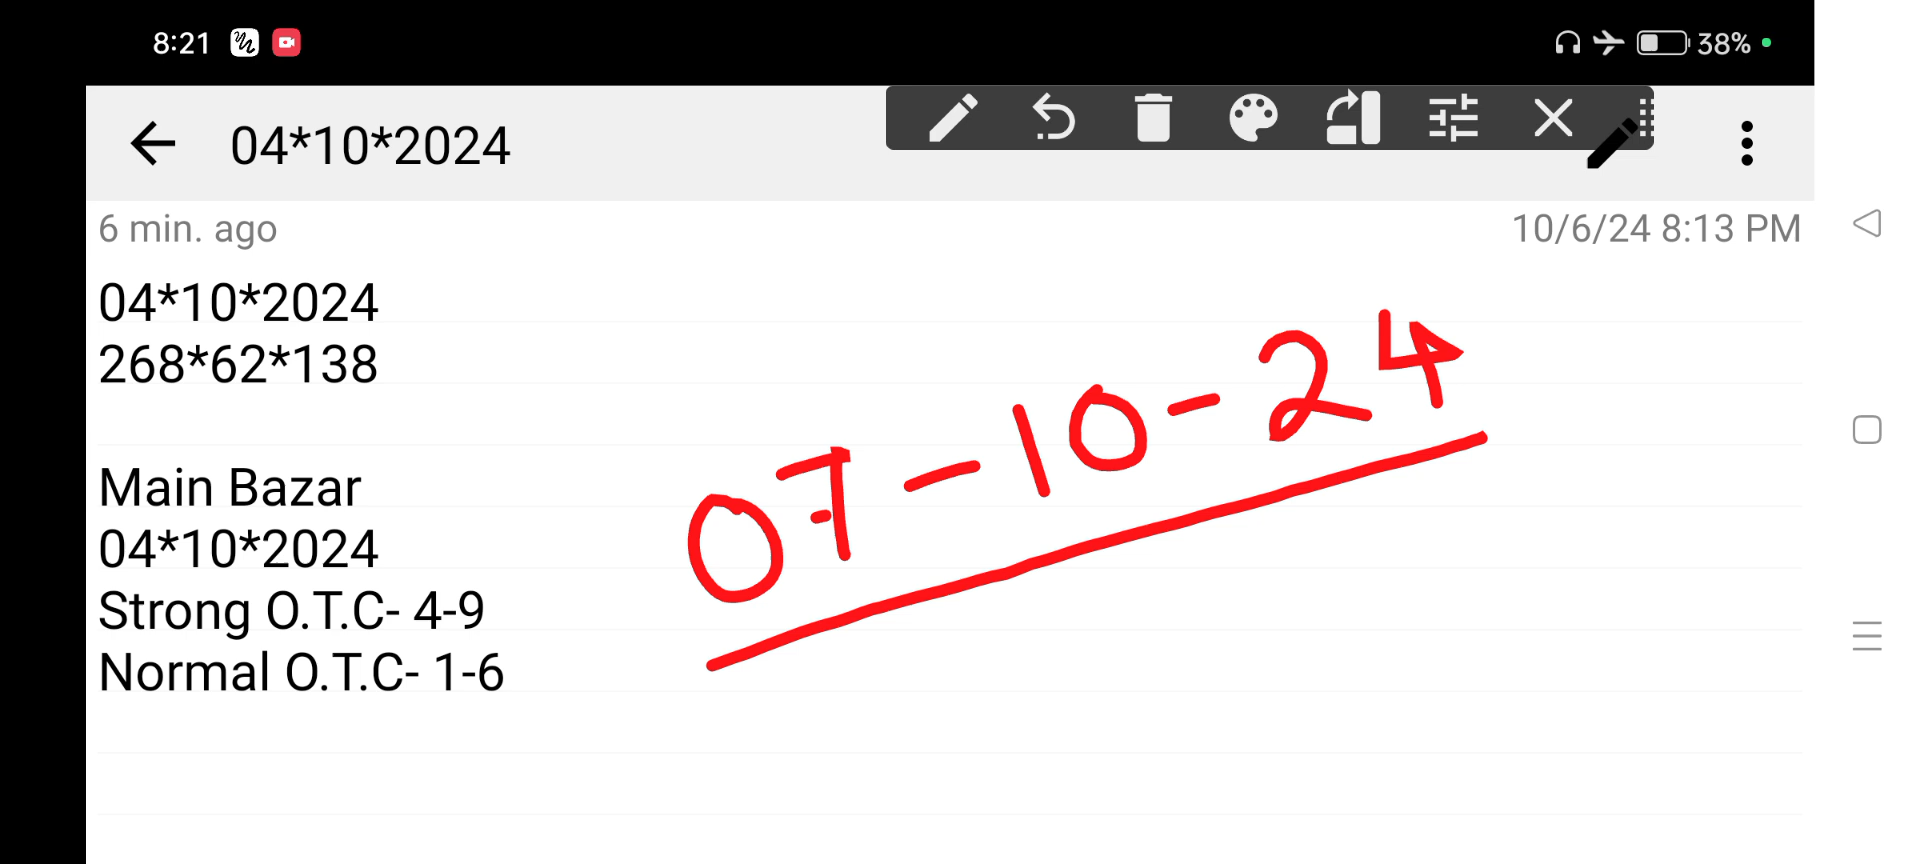 8:21 38%
04*10*2024
6 min. ago 10/6/24 8:13 PM
04*10*2024
268*62*138
Main Bazar
04*10*2024
Strong O.T.C- 4-9
Normal O.T.C- 1-6
07-10-24